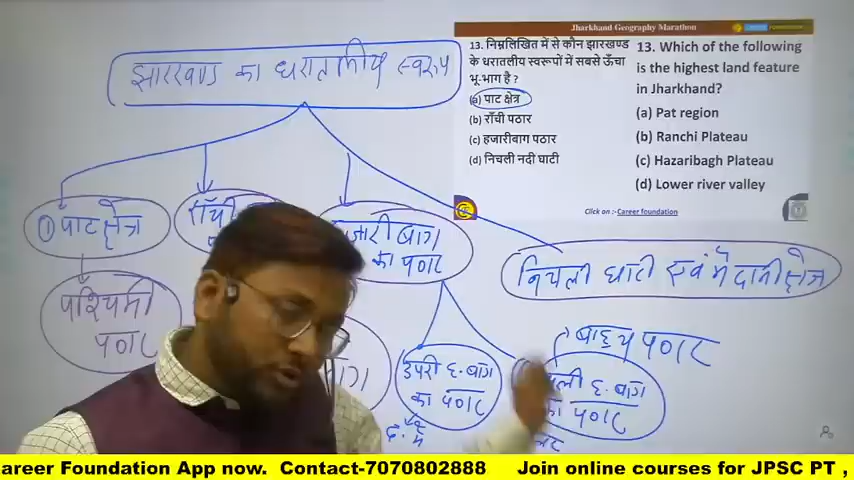 Jharkhand Geography Marathon
13. निम्नलिखित में से कौन झारखण्ड
के धरातलीय स्वरूपों में सबसे ऊँचा
भू-भाग है ?
(a) पाट क्षेत्र
(b) राँची पठार
(c) हजारीबाग पठार
(d) निचली नदी घाटी
13. Which of the following
is the highest land feature
in Jharkhand?
(a) Pat region
(b) Ranchi Plateau
(c) Hazaribagh Plateau
(d) Lower river valley
Click on :- Career foundation
झारखण्ड का धरातलीय स्वरूप
① पाट क्षेत्र
राँची
का पठार
निचली घाटी एवं मैदानी क्षेत्र
पश्चिमी
पठार
बाह्य पठार
उपरी ह. बाग
का पठार
ह. बाग
का पठार
areer Foundation App now. Contact-7070802888 Join online courses for JPSC PT ,